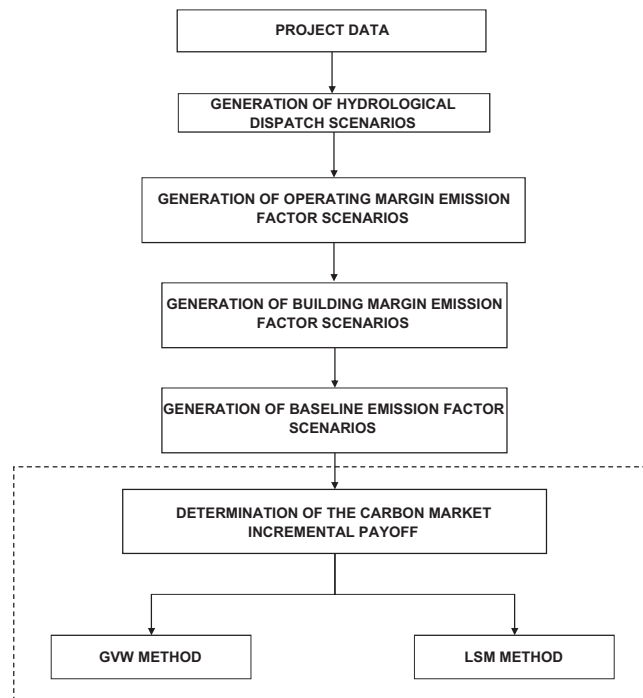 PROJECT DATA
GENERATION OF HYDROLOGICAL
DISPATCH SCENARIOS
GENERATION OF OPERATING MARGIN EMISSION
FACTOR SCENARIOS
GENERATION OF BUILDING MARGIN EMISSION
FACTOR SCENARIOS
GENERATION OF BASELINE EMISSION FACTOR
SCENARIOS
DETERMINATION OF THE CARBON MARKET
INCREMENTAL PAYOFF
GVW METHOD
LSM METHOD